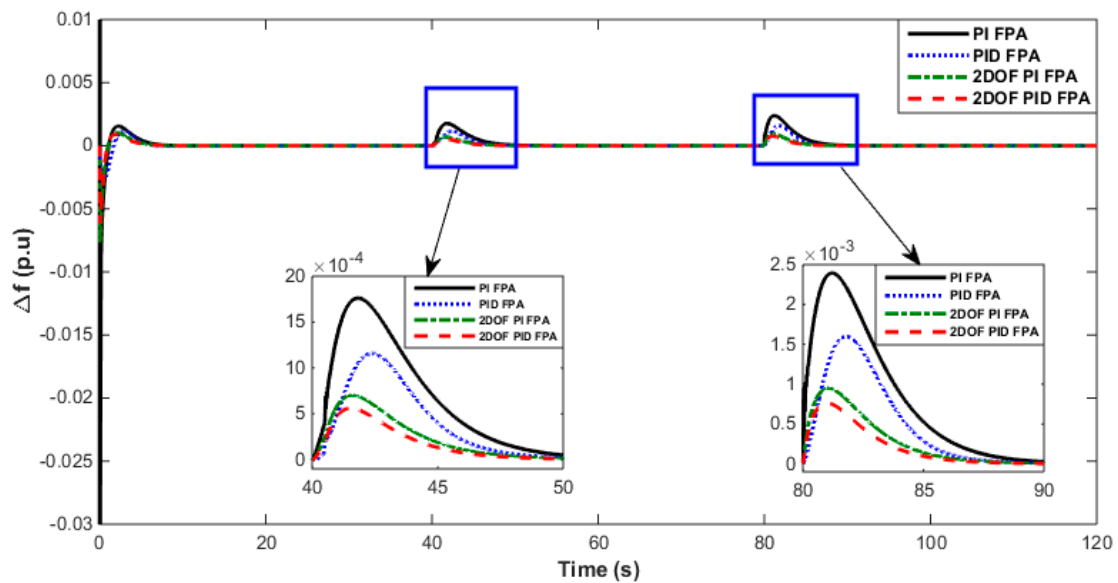 0.01
0.005
0
-0.005
-0.01
-0.015
-0.02
-0.025
-0.03
Δf (p.u)
0 20 40 60 80 100 120
Time (s)
PI FPA
PID FPA
2DOF PI FPA
2DOF PID FPA
20 × 10-4
15
10
5
0
40 45 50
PI FPA
PID FPA
2DOF PI FPA
2DOF PID FPA
2.5 × 10-3
2
1.5
1
0.5
0
80 85 90
PI FPA
PID FPA
2DOF PI FPA
2DOF PID FPA